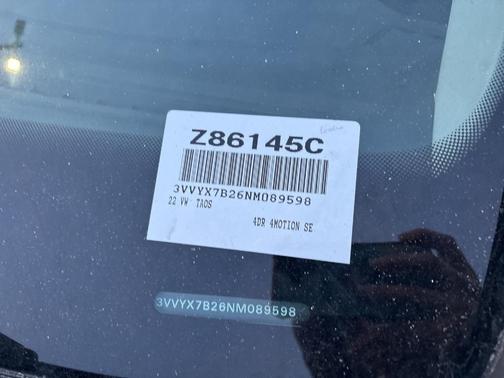 Z86145C
3VVYX7B26NM089598
22 VW TAOS
4DR 4MOTION SE
3VVYX7B26NM089598